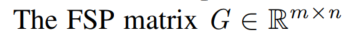 The FSP matrix G ∈ ℝ^{m×n}